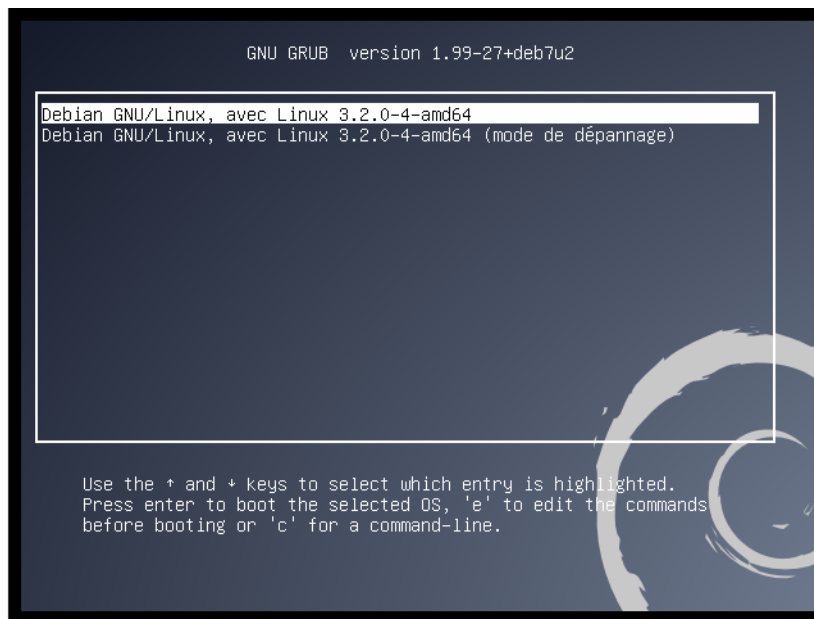 GNU GRUB  version 1.99-27+deb7u2
Debian GNU/Linux, avec Linux 3.2.0-4-amd64
Debian GNU/Linux, avec Linux 3.2.0-4-amd64 (mode de dépannage)
Use the ↑ and ↓ keys to select which entry is highlighted.
Press enter to boot the selected OS, 'e' to edit the commands
before booting or 'c' for a command-line.